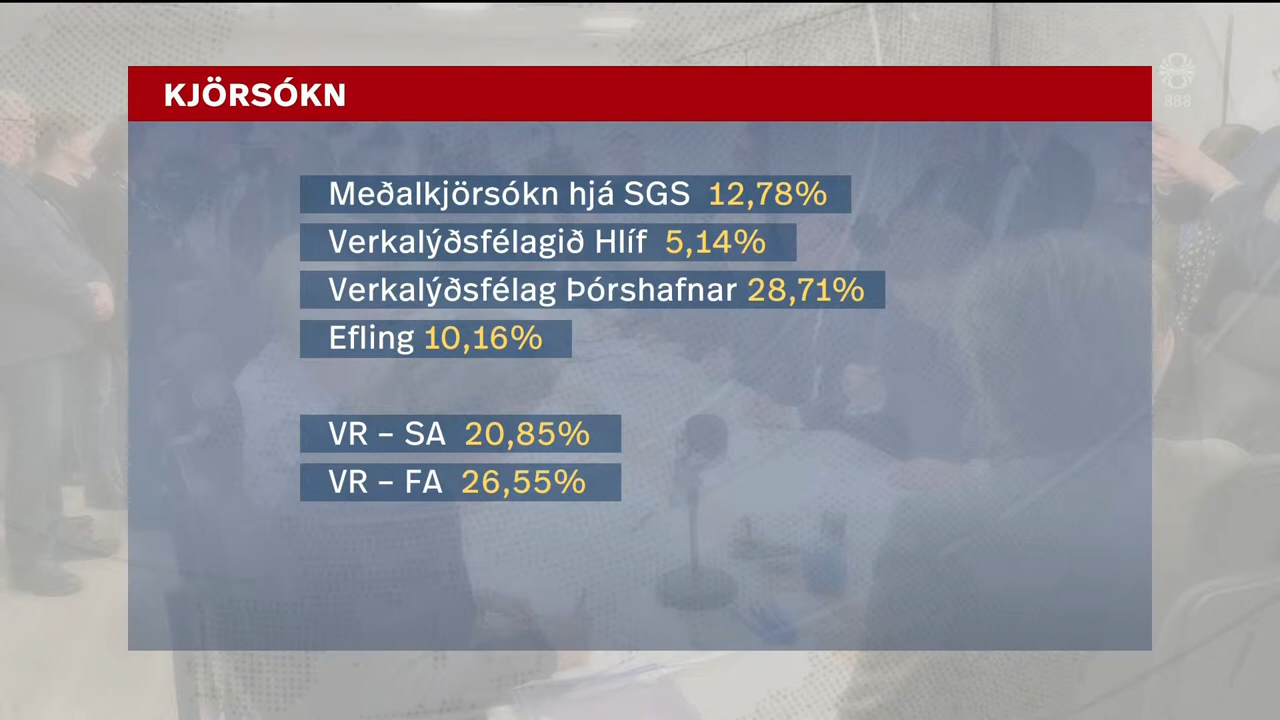 KJÖRSÓKN
888
Meðalkjörsókn hjá SGS 12,78%
Verkalýðsfélagið Hlíf 5,14%
Verkalýðsfélag Þórshafnar 28,71%
Efling 10,16%
VR – SA 20,85%
VR – FA 26,55%